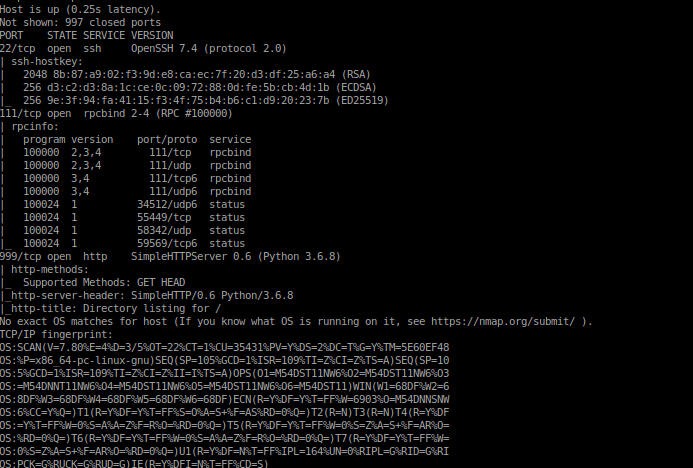 Host is up (0.25s latency).
Not shown: 997 closed ports
PORT    STATE SERVICE VERSION
22/tcp  open  ssh     OpenSSH 7.4 (protocol 2.0)
| ssh-hostkey:
|   2048 8b:87:a9:02:f3:9d:e8:ca:ec:7f:20:d3:df:25:a6:a4 (RSA)
|   256 d3:c2:d3:8a:1c:ce:0c:09:72:88:0d:fe:5b:cb:4d:1b (ECDSA)
|_  256 9e:3f:94:fa:41:15:f3:4f:75:b4:b6:c1:d9:20:23:7b (ED25519)
111/tcp open  rpcbind 2-4 (RPC #100000)
| rpcinfo:
|   program version    port/proto  service
|   100000  2,3,4        111/tcp   rpcbind
|   100000  2,3,4        111/udp   rpcbind
|   100000  3,4          111/tcp6  rpcbind
|   100000  3,4          111/udp6  rpcbind
|   100024  1          34512/udp6  status
|   100024  1          55449/tcp   status
|   100024  1          58342/udp   status
|_  100024  1          59569/tcp6  status
999/tcp open  http    SimpleHTTPServer 0.6 (Python 3.6.8)
| http-methods:
|_  Supported Methods: GET HEAD
|_http-server-header: SimpleHTTP/0.6 Python/3.6.8
|_http-title: Directory listing for /
No exact OS matches for host (If you know what OS is running on it, see https://nmap.org/submit/ ).
TCP/IP fingerprint:
OS:SCAN(V=7.80%E=4%D=3/5%OT=22%CT=1%CU=35431%PV=Y%DS=2%DC=T%G=Y%TM=5E60EF48
OS:%P=x86_64-pc-linux-gnu)SEQ(SP=105%GCD=1%ISR=109%TI=Z%CI=Z%TS=A)SEQ(SP=10
OS:5%GCD=1%ISR=109%TI=Z%CI=Z%II=I%TS=A)OPS(O1=M54DST11NW6%O2=M54DST11NW6%O3
OS:=M54DNNT11NW6%O4=M54DST11NW6%O5=M54DST11NW6%O6=M54DST11)WIN(W1=68DF%W2=6
OS:8DF%W3=68DF%W4=68DF%W5=68DF%W6=68DF)ECN(R=Y%DF=Y%T=FF%W=6903%O=M54DNNSNW
OS:6%CC=Y%Q=)T1(R=Y%DF=Y%T=FF%S=O%A=S+%F=AS%RD=0%Q=)T2(R=N)T3(R=N)T4(R=Y%DF
OS:=Y%T=FF%W=0%S=A%A=Z%F=R%O=%RD=0%Q=)T5(R=Y%DF=Y%T=FF%W=0%S=Z%A=S+%F=AR%O=
OS:%RD=0%Q=)T6(R=Y%DF=Y%T=FF%W=0%S=A%A=Z%F=R%O=%RD=0%Q=)T7(R=Y%DF=Y%T=FF%W=
OS:0%S=Z%A=S+%F=AR%O=%RD=0%Q=)U1(R=Y%DF=N%T=FF%IPL=164%UN=0%RIPL=G%RID=G%RI
OS:PCK=G%RUCK=G%RUD=G)IE(R=Y%DFI=N%T=FF%CD=S)